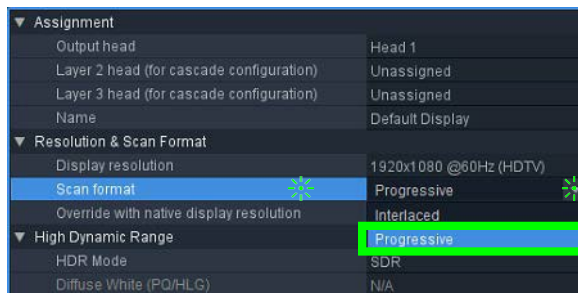 Assignment
Output head Head 1
Layer 2 head (for cascade configuration) Unassigned
Layer 3 head (for cascade configuration) Unassigned
Name Default Display
Resolution & Scan Format
Display resolution 1920x1080 @60Hz (HDTV)
Scan format Progressive
Override with native display resolution Interlaced
High Dynamic Range Progressive
HDR Mode SDR
Diffuse White (PQ/HLG) N/A